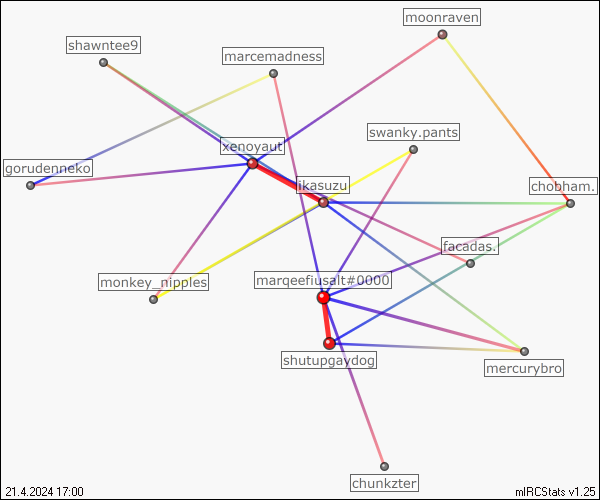 moonraven
shawntee9
marcemadness
swanky.pants
xenoyaut
gorudenneko
ikasuzu
chobham.
facadas.
monkey_nipples
marqeefiusalt#0000
shutupgaydog
mercurybro
chunkzter
21.4.2024 17:00
mIRCStats v1.25